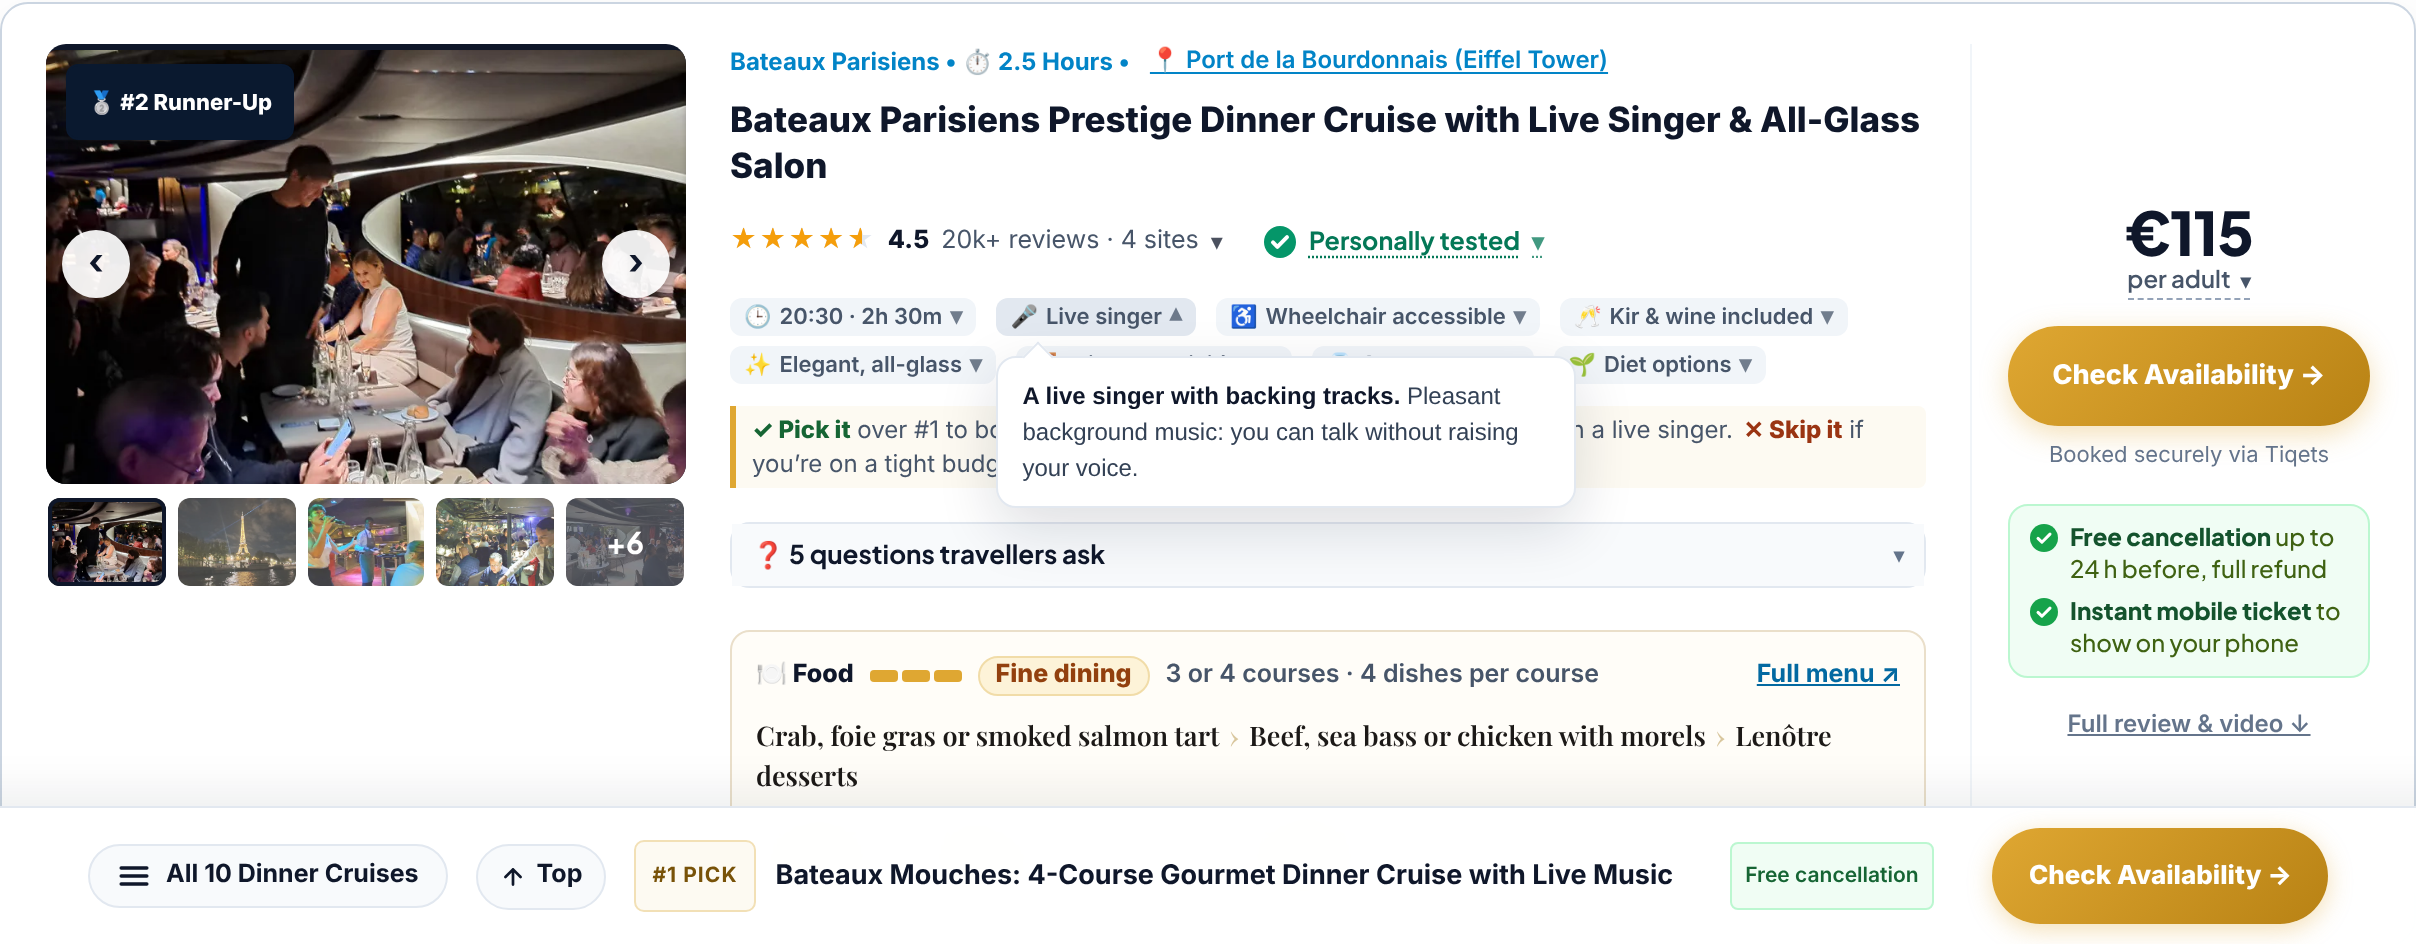 #2 Runner-Up
+6
Bateaux Parisiens • 2.5 Hours • Port de la Bourdonnais (Eiffel Tower)
Bateaux Parisiens Prestige Dinner Cruise with Live Singer & All-Glass
Salon
4.5 20k+ reviews · 4 sites ▼ Personally tested ▼
20:30 · 2h 30m ▼ Live singer ▲ Wheelchair accessible ▼ Kir & wine included ▼
Elegant, all-glass ▼ Diet options ▼
A live singer with backing tracks. Pleasant
background music: you can talk without raising
your voice.
✓ Pick it over #1 to a live singer. ✕ Skip it if
you're on a tight
❓ 5 questions travellers ask ▼
Food Fine dining 3 or 4 courses · 4 dishes per course Full menu ↗
Crab, foie gras or smoked salmon tart › Beef, sea bass or chicken with morels › Lenôtre
desserts
€115
per adult ▼
Check Availability →
Booked securely via Tiqets
Free cancellation up to
24 h before, full refund
Instant mobile ticket to
show on your phone
Full review & video ↓
All 10 Dinner Cruises ↑ Top #1 PICK Bateaux Mouches: 4-Course Gourmet Dinner Cruise with Live Music Free cancellation Check Availability →